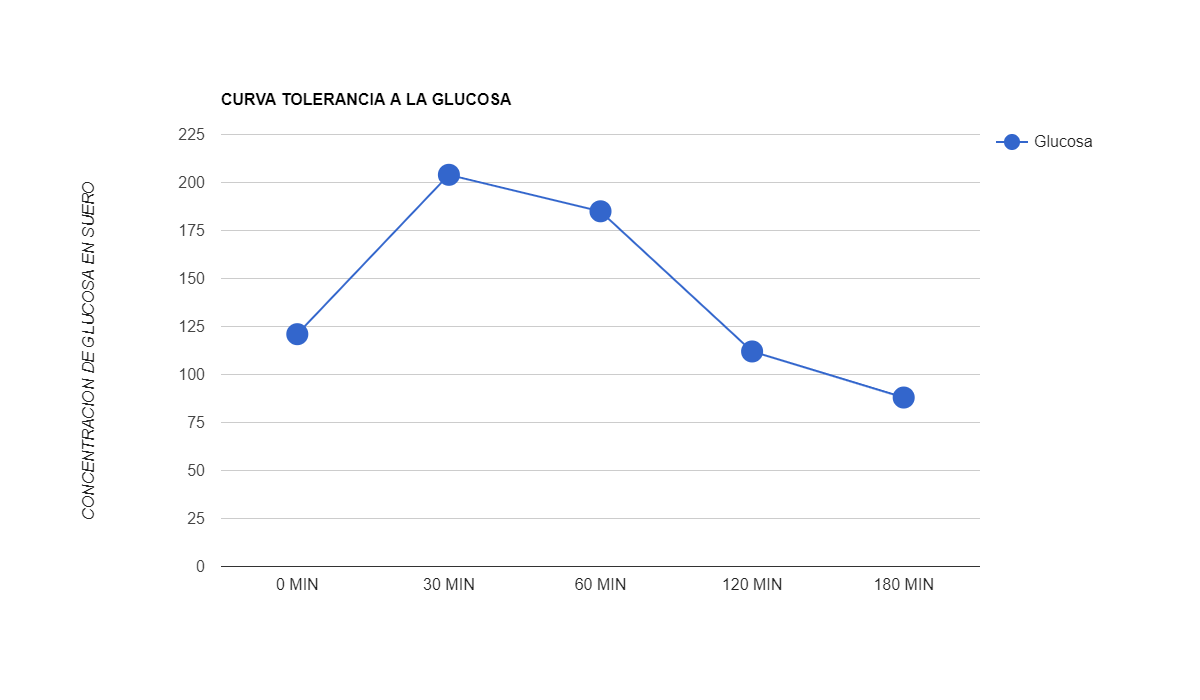 CURVA TOLERANCIA A LA GLUCOSA
225
200
175
150
125
100
75
50
25
0
CONCENTRACION DE GLUCOSA EN SUERO
0 MIN
30 MIN
60 MIN
120 MIN
180 MIN
Glucosa